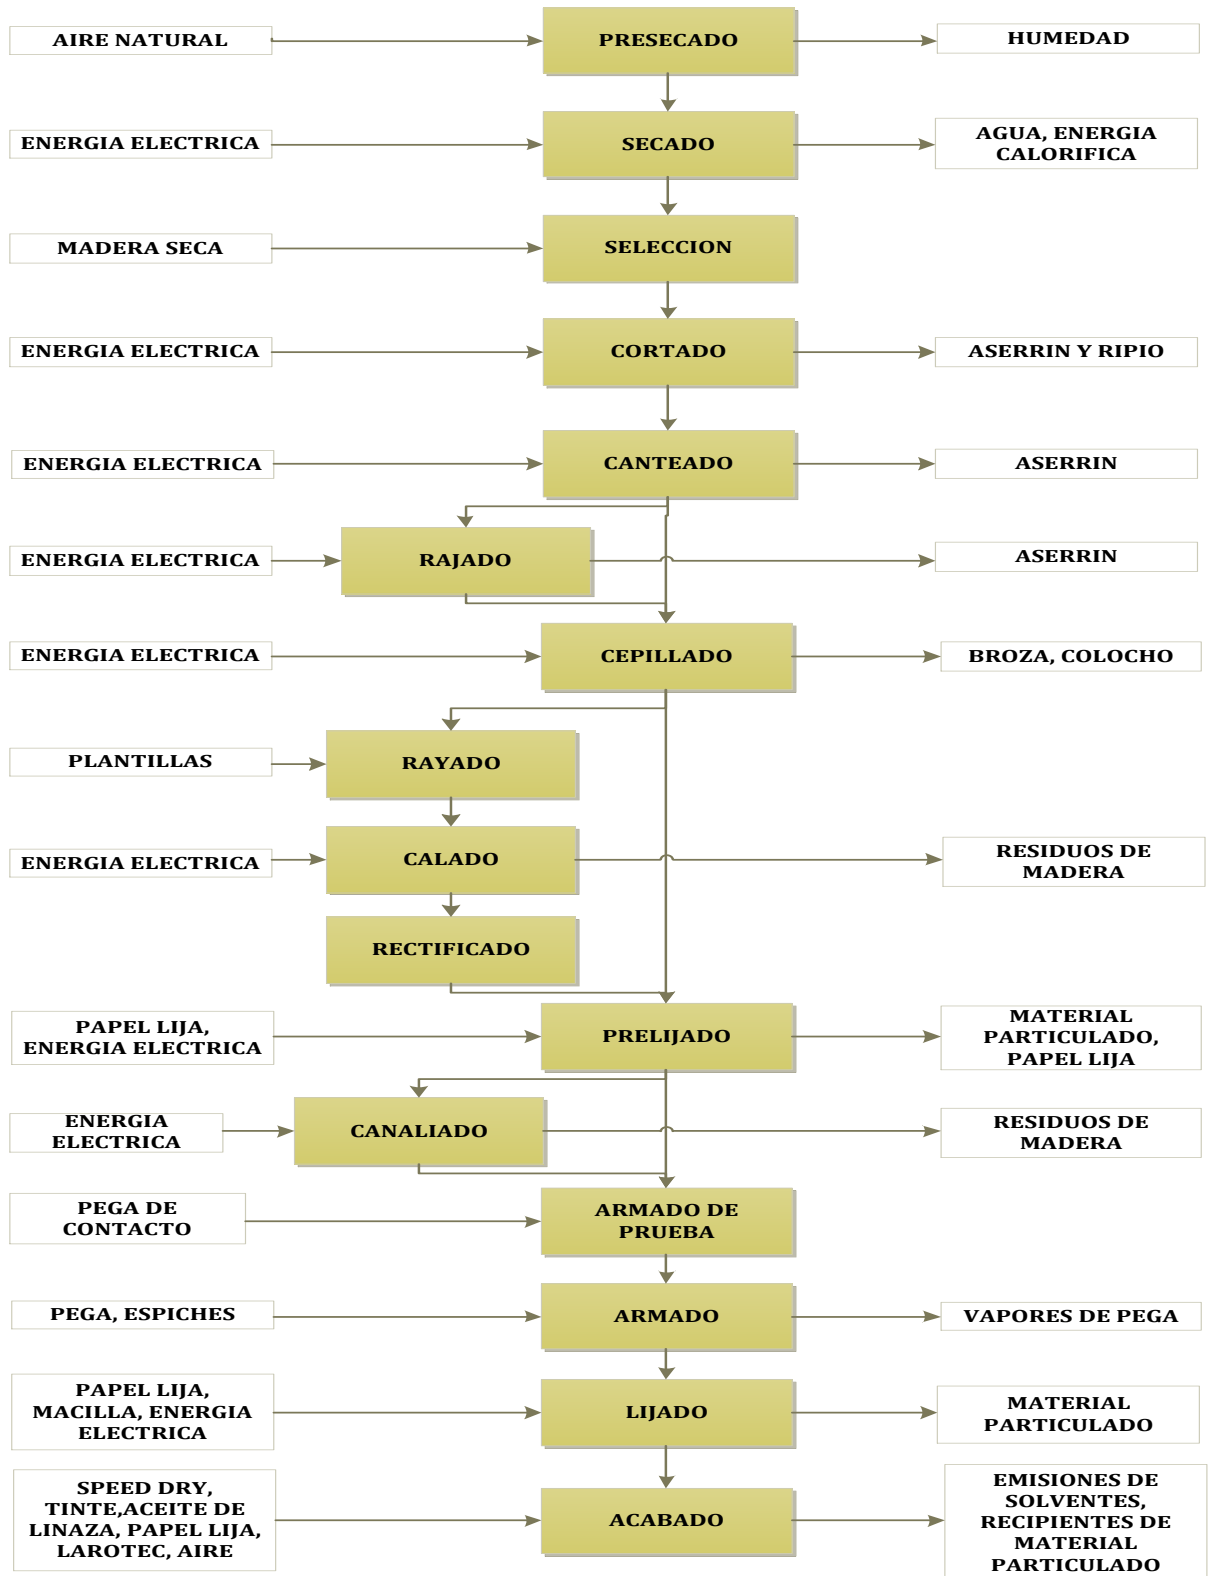 AIRE NATURAL
PRESECADO
HUMEDAD
ENERGIA ELECTRICA
SECADO
AGUA, ENERGIA
CALORIFICA
MADERA SECA
SELECCION
ENERGIA ELECTRICA
CORTADO
ASERRIN Y RIPIO
ENERGIA ELECTRICA
CANTEADO
ASERRIN
ENERGIA ELECTRICA
RAJADO
ASERRIN
ENERGIA ELECTRICA
CEPILLADO
BROZA, COLOCHO
PLANTILLAS
RAYADO
ENERGIA ELECTRICA
CALADO
RESIDUOS DE
MADERA
RECTIFICADO
PAPEL LIJA,
ENERGIA ELECTRICA
PRELIJADO
MATERIAL
PARTICULADO,
PAPEL LIJA
ENERGIA
ELECTRICA
CANALIADO
RESIDUOS DE
MADERA
PEGA DE
CONTACTO
ARMADO DE
PRUEBA
PEGA, ESPICHES
ARMADO
VAPORES DE PEGA
PAPEL LIJA,
MACILLA, ENERGIA
ELECTRICA
LIJADO
MATERIAL
PARTICULADO
SPEED DRY,
TINTE,ACEITE DE
LINAZA, PAPEL LIJA,
LAROTEC, AIRE
ACABADO
EMISIONES DE
SOLVENTES,
RECIPIENTES DE
MATERIAL
PARTICULADO